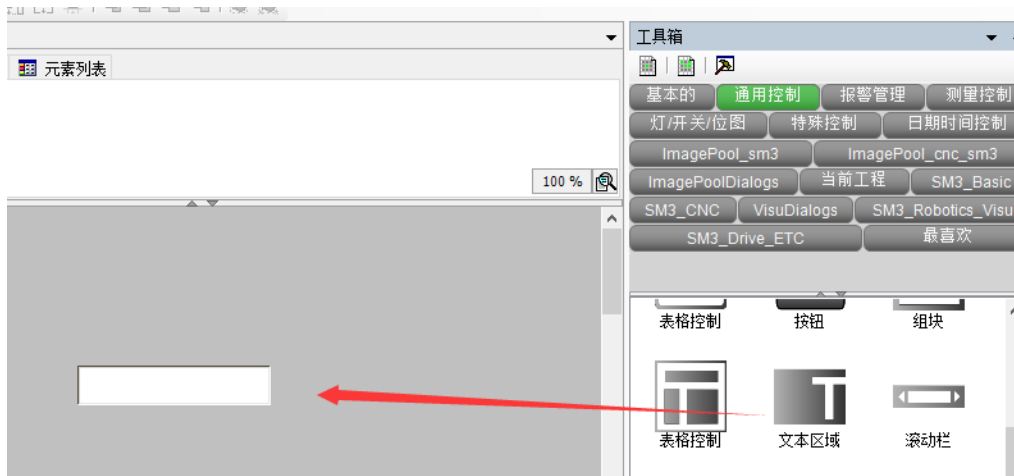 工具箱
元素列表
基本的 通用控制 报警管理 测量控制
灯/开关/位图 特殊控制 日期时间控制
ImagePool_sm3 ImagePool_cnc_sm3
100 % ImagePoolDialogs 当前工程 SM3_Basic
SM3_CNC VisuDialogs SM3_Robotics_Visu
SM3_Drive_ETC 最喜欢
表格控制 按钮 组块
表格控制 文本区域 滚动栏